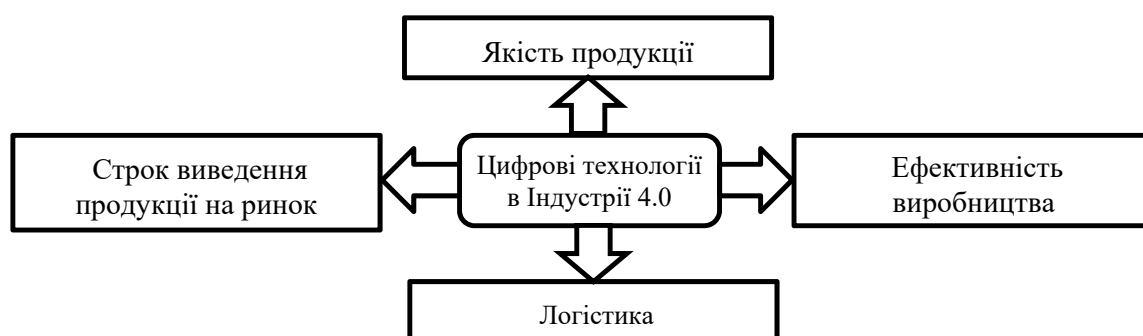 Якість продукції
Строк виведення
продукції на ринок
Цифрові технології
в Індустрії 4.0
Ефективність
виробництва
Логістика